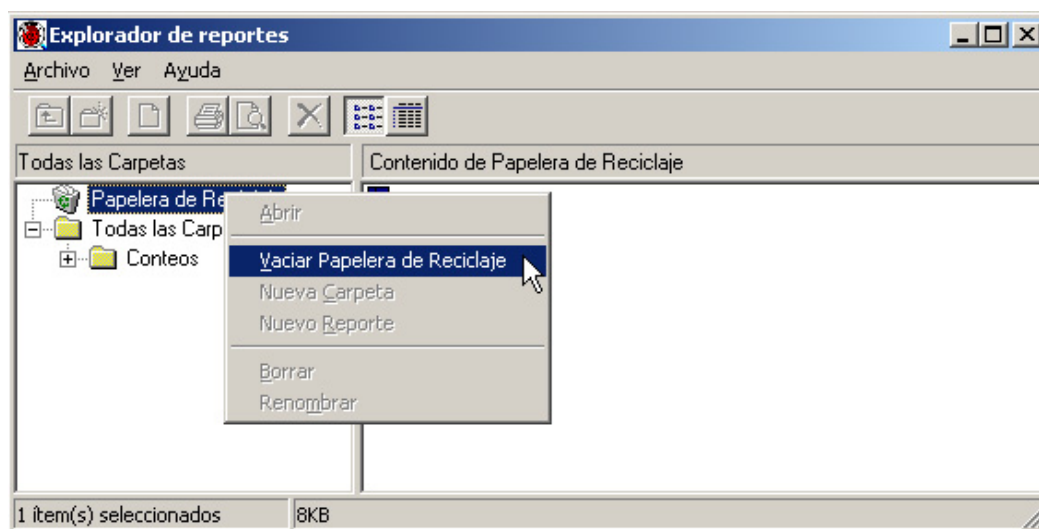 Explorador de reportes
Archivo Ver Ayuda
Todas las Carpetas
Contenido de Papelera de Reciclaje
Papelera de Re
Todas las Carp
Conteos
Abrir
Vaciar Papelera de Reciclaje
Nueva Carpeta
Nuevo Reporte
Borrar
Renombrar
1 ítem(s) seleccionados
8KB